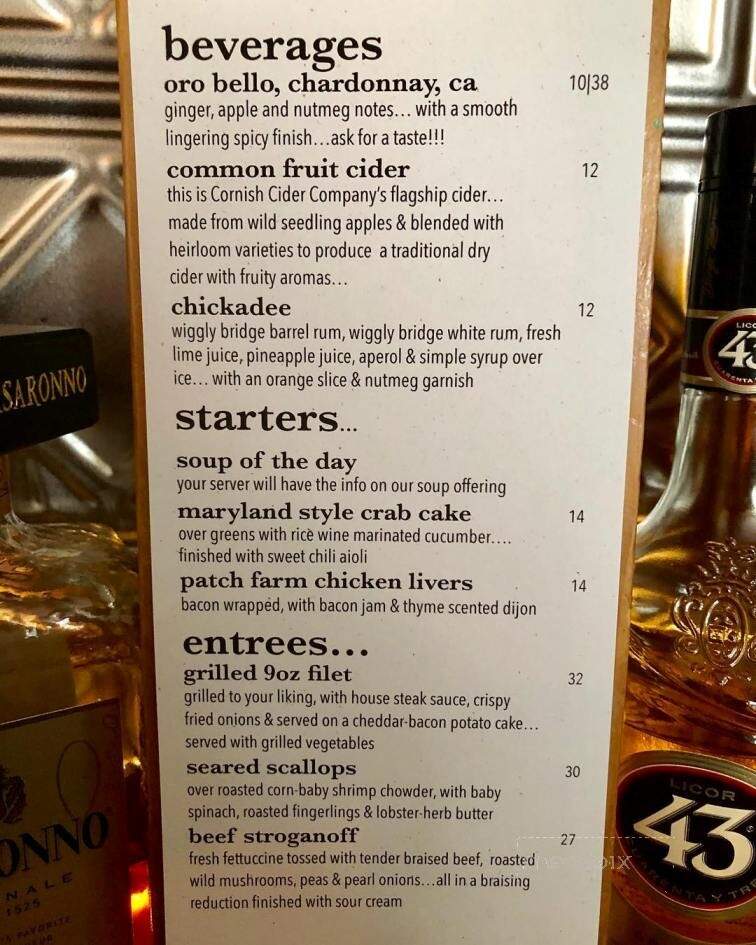 beverages
oro bello, chardonnay, ca 10|38
ginger, apple and nutmeg notes... with a smooth
lingering spicy finish...ask for a taste!!!
common fruit cider 12
this is Cornish Cider Company's flagship cider...
made from wild seedling apples & blended with
heirloom varieties to produce a traditional dry
cider with fruity aromas...
chickadee 12
wiggly bridge barrel rum, wiggly bridge white rum, fresh
lime juice, pineapple juice, aperol & simple syrup over
ice... with an orange slice & nutmeg garnish
starters...
soup of the day
your server will have the info on our soup offering
maryland style crab cake 14
over greens with rice wine marinated cucumber....
finished with sweet chili aioli
patch farm chicken livers 14
bacon wrapped, with bacon jam & thyme scented dijon
entrees...
grilled 9oz filet 32
grilled to your liking, with house steak sauce, crispy
fried onions & served on a cheddar-bacon potato cake...
served with grilled vegetables
seared scallops 30
over roasted corn-baby shrimp chowder, with baby
spinach, roasted fingerlings & lobster-herb butter
beef stroganoff 27
fresh fettuccine tossed with tender braised beef, roasted
wild mushrooms, peas & pearl onions...all in a braising
reduction finished with sour cream
SARONNO
ONNO
NALE
1525
FAVORITE
LIC
43
LICOR
43